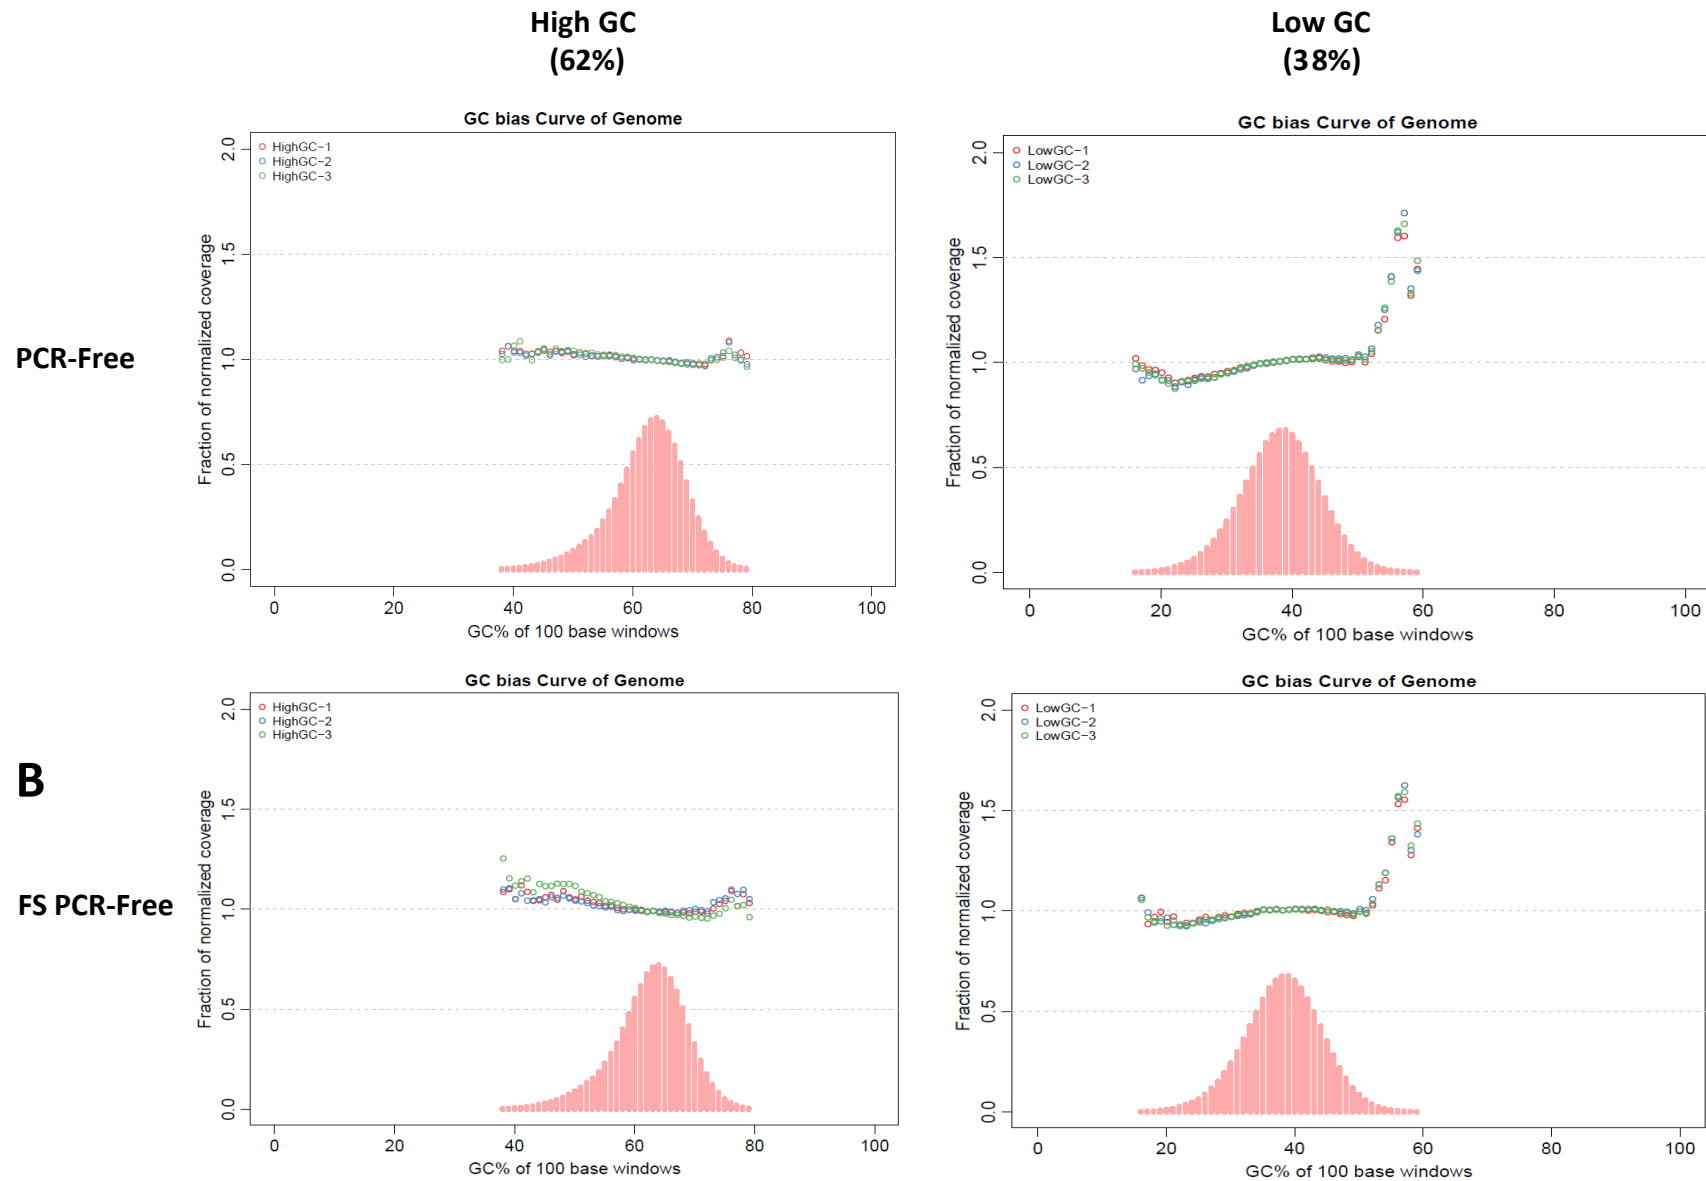 High GC
(62%)
Low GC
(38%)
PCR-Free
GC bias Curve of Genome
HighGC-1
HighGC-2
HighGC-3
Fraction of normalized coverage
2.0
1.5
1.0
0.5
0.0
0 20 40 60 80 100
GC% of 100 base windows
GC bias Curve of Genome
LowGC-1
LowGC-2
LowGC-3
Fraction of normalized coverage
2.0
1.5
1.0
0.5
0.0
0 20 40 60 80 100
GC% of 100 base windows
B
FS PCR-Free
GC bias Curve of Genome
HighGC-1
HighGC-2
HighGC-3
Fraction of normalized coverage
2.0
1.5
1.0
0.5
0.0
0 20 40 60 80 100
GC% of 100 base windows
GC bias Curve of Genome
LowGC-1
LowGC-2
LowGC-3
Fraction of normalized coverage
2.0
1.5
1.0
0.5
0.0
0 20 40 60 80 100
GC% of 100 base windows